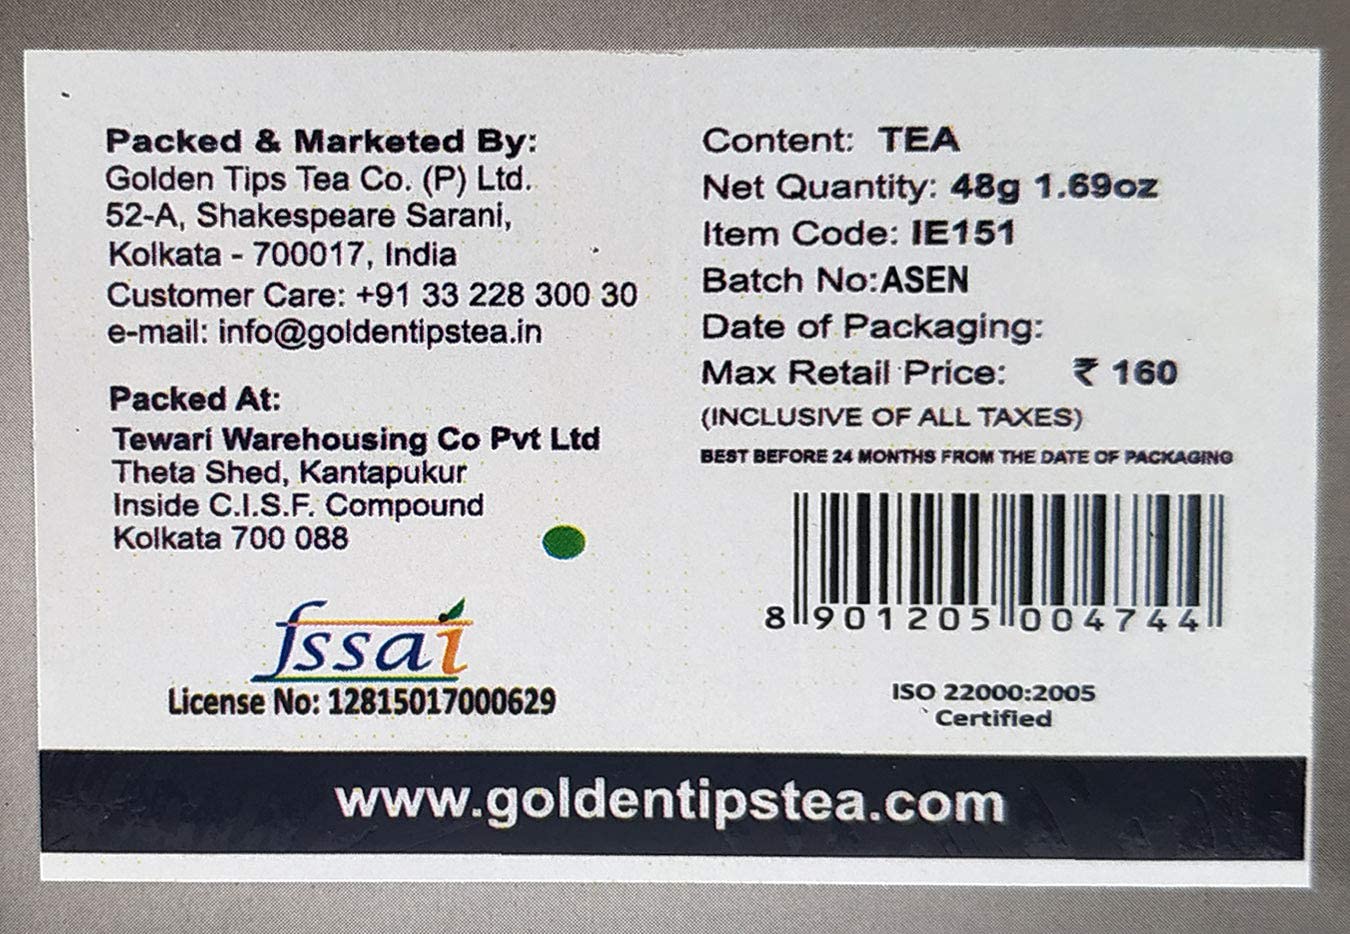 Packed & Marketed By:
Golden Tips Tea Co. (P) Ltd.
52-A, Shakespeare Sarani,
Kolkata - 700017, India
Customer Care: +91 33 228 300 30
e-mail: info@goldentipstea.in
Packed At:
Tewari Warehousing Co Pvt Ltd
Theta Shed, Kantapukur
Inside C.I.S.F. Compound
Kolkata 700 088
fssai
License No: 12815017000629
Content: TEA
Net Quantity: 48g 1.69oz
Item Code: IE151
Batch No:ASEN
Date of Packaging:
Max Retail Price: ₹ 160
(INCLUSIVE OF ALL TAXES)
BEST BEFORE 24 MONTHS FROM THE DATE OF PACKAGING
8 901205 004744
ISO 22000:2005
Certified
www.goldentipstea.com